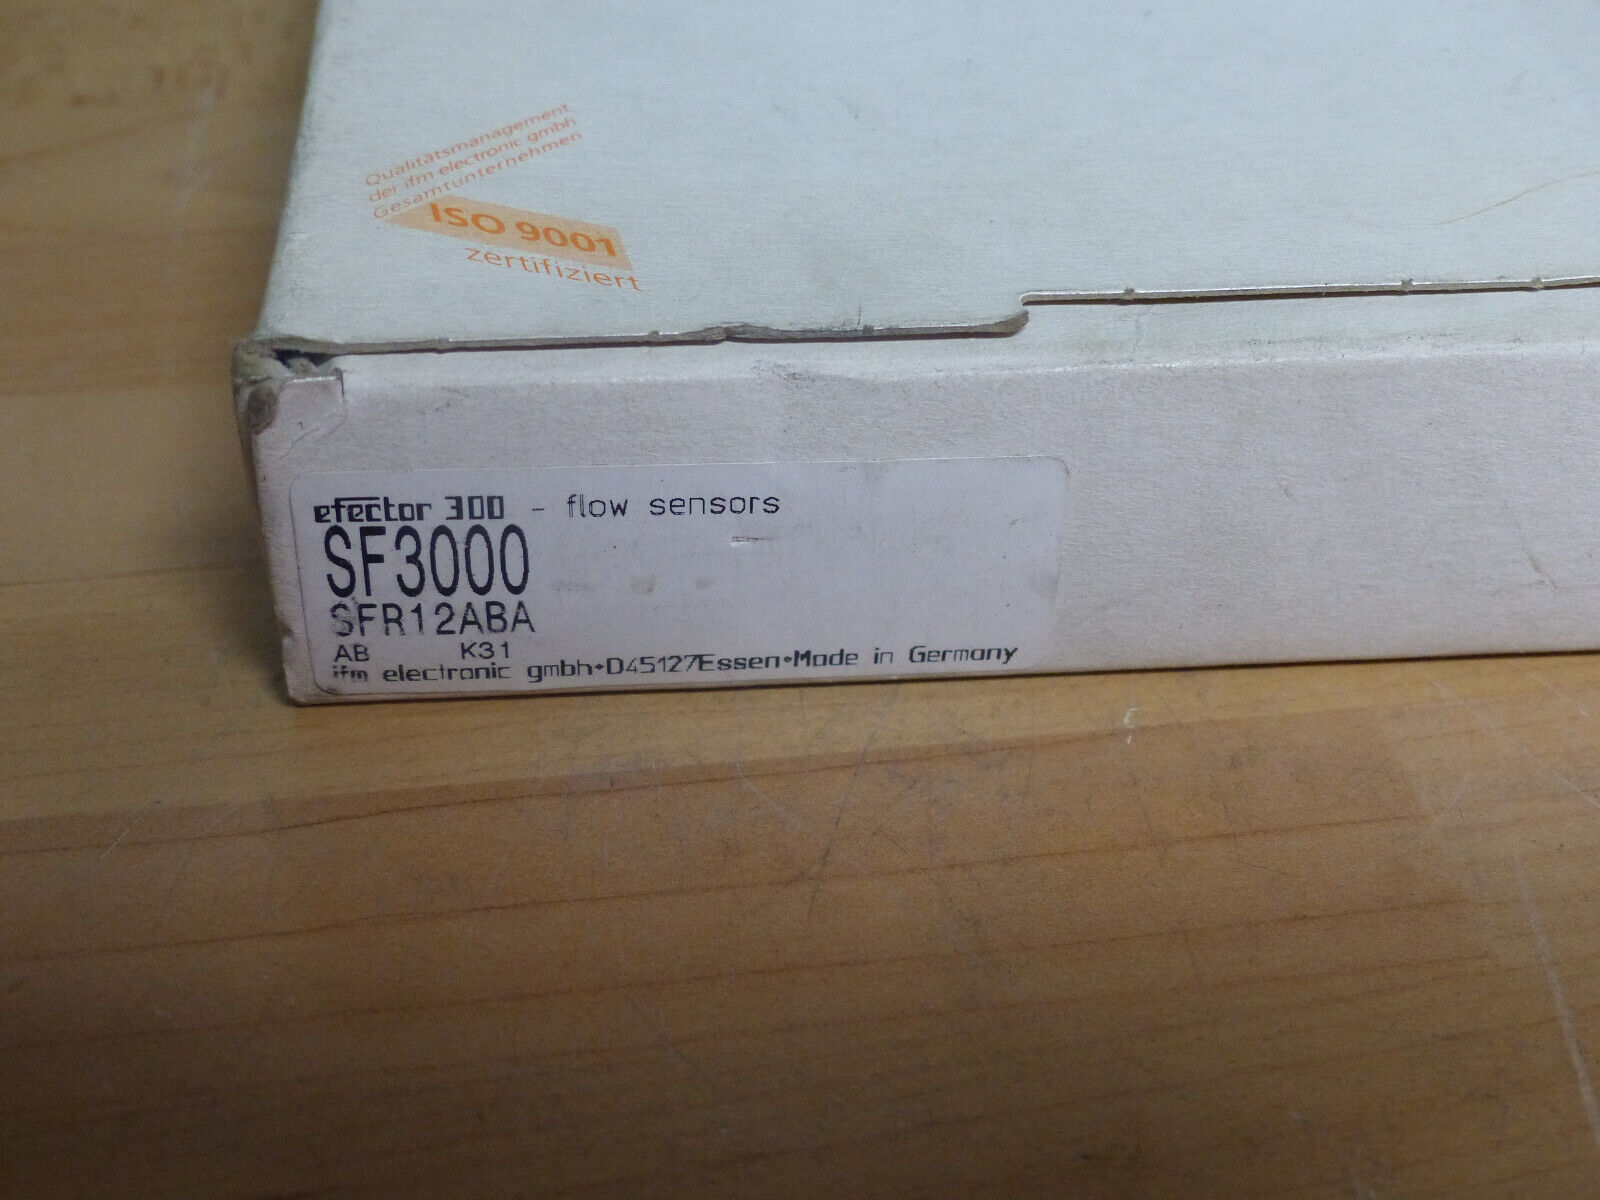 Qualitätsmanagement
der ifm electronic gmbh
Gesamtunternehmen
ISO 9001
zertifiziert
efector 300 - flow sensors
SF3000
SFR12ABA
AB K31
ifm electronic gmbh•D45127Essen•Made in Germany